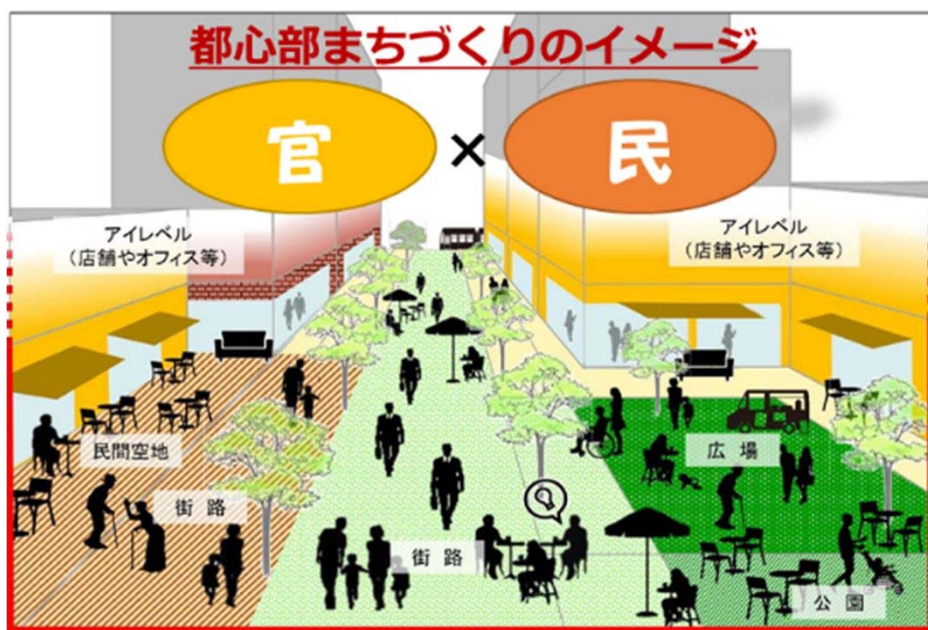 都心部まちづくりのイメージ
官 × 民
アイレベル
（店舗やオフィス等）
アイレベル
（店舗やオフィス等）
民間空地
広 場
街 路
街 路
公 園